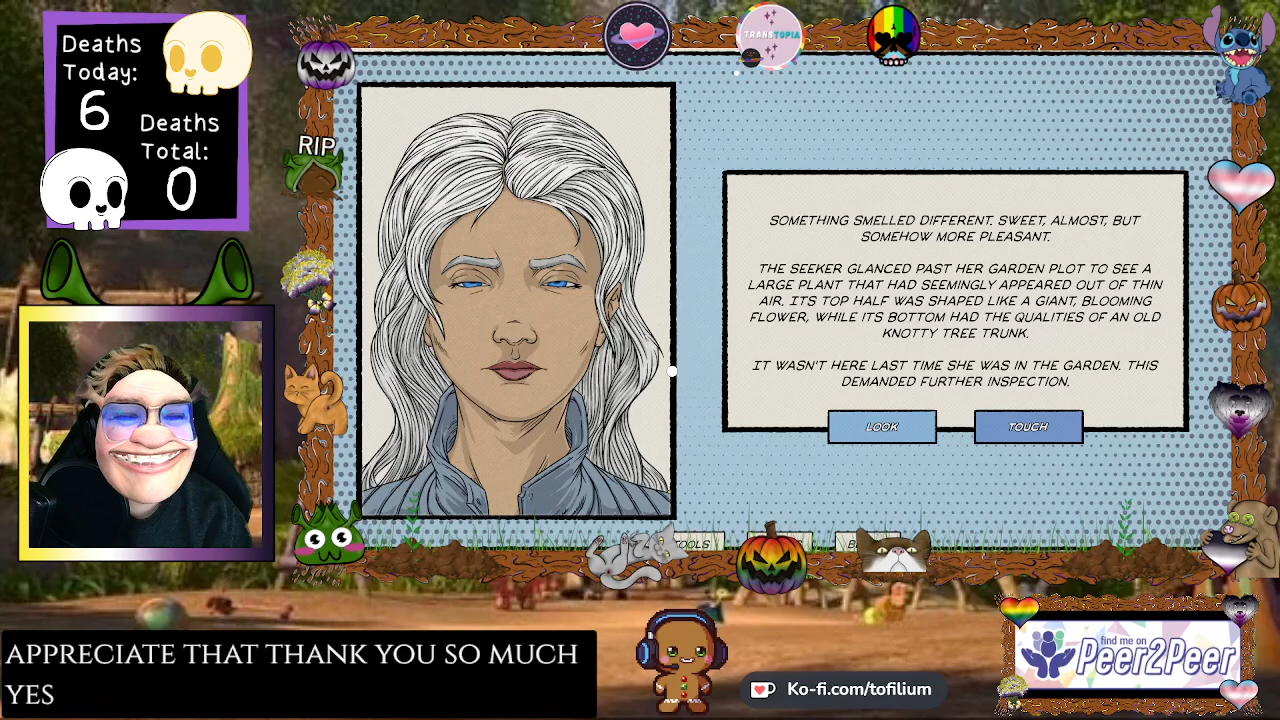 Deaths
Today:
6
Deaths
Total:
0
RIP
TRANSTOPIA
SOMETHING SMELLED DIFFERENT. SWEET, ALMOST, BUT
SOMEHOW MORE PLEASANT.
THE SEEKER GLANCED PAST HER GARDEN PLOT TO SEE A
LARGE PLANT THAT HAD SEEMINGLY APPEARED OUT OF THIN
AIR. ITS TOP HALF WAS SHAPED LIKE A GIANT, BLOOMING
FLOWER, WHILE ITS BOTTOM HAD THE QUALITIES OF AN OLD
KNOTTY TREE TRUNK.
IT WASN'T HERE LAST TIME SHE WAS IN THE GARDEN. THIS
DEMANDED FURTHER INSPECTION.
LOOK
TOUCH
APPRECIATE THAT THANK YOU SO MUCH
YES
Ko-fi.com/tofilium
find me on
Peer2Peer